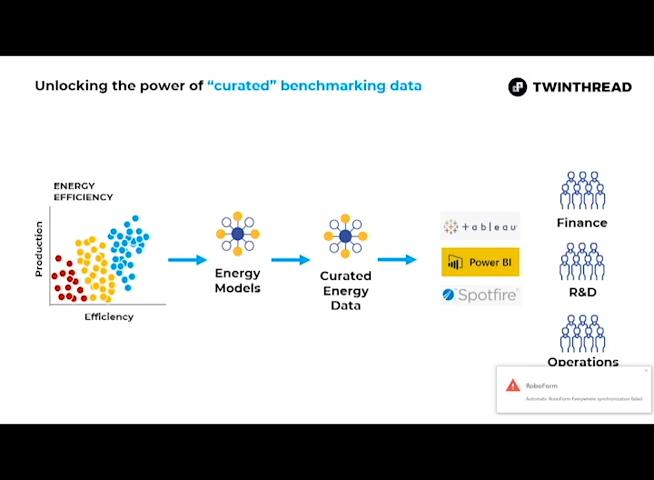 Unlocking the power of “curated” benchmarking data
TWINTHREAD
ENERGY
EFFICIENCY
Production
Efficiency
Energy
Models
Curated
Energy
Data
+ableau
Power BI
Spotfire
Finance
R&D
Operations
RoboForm
Automatic RoboForm Everywhere synchronization failed.